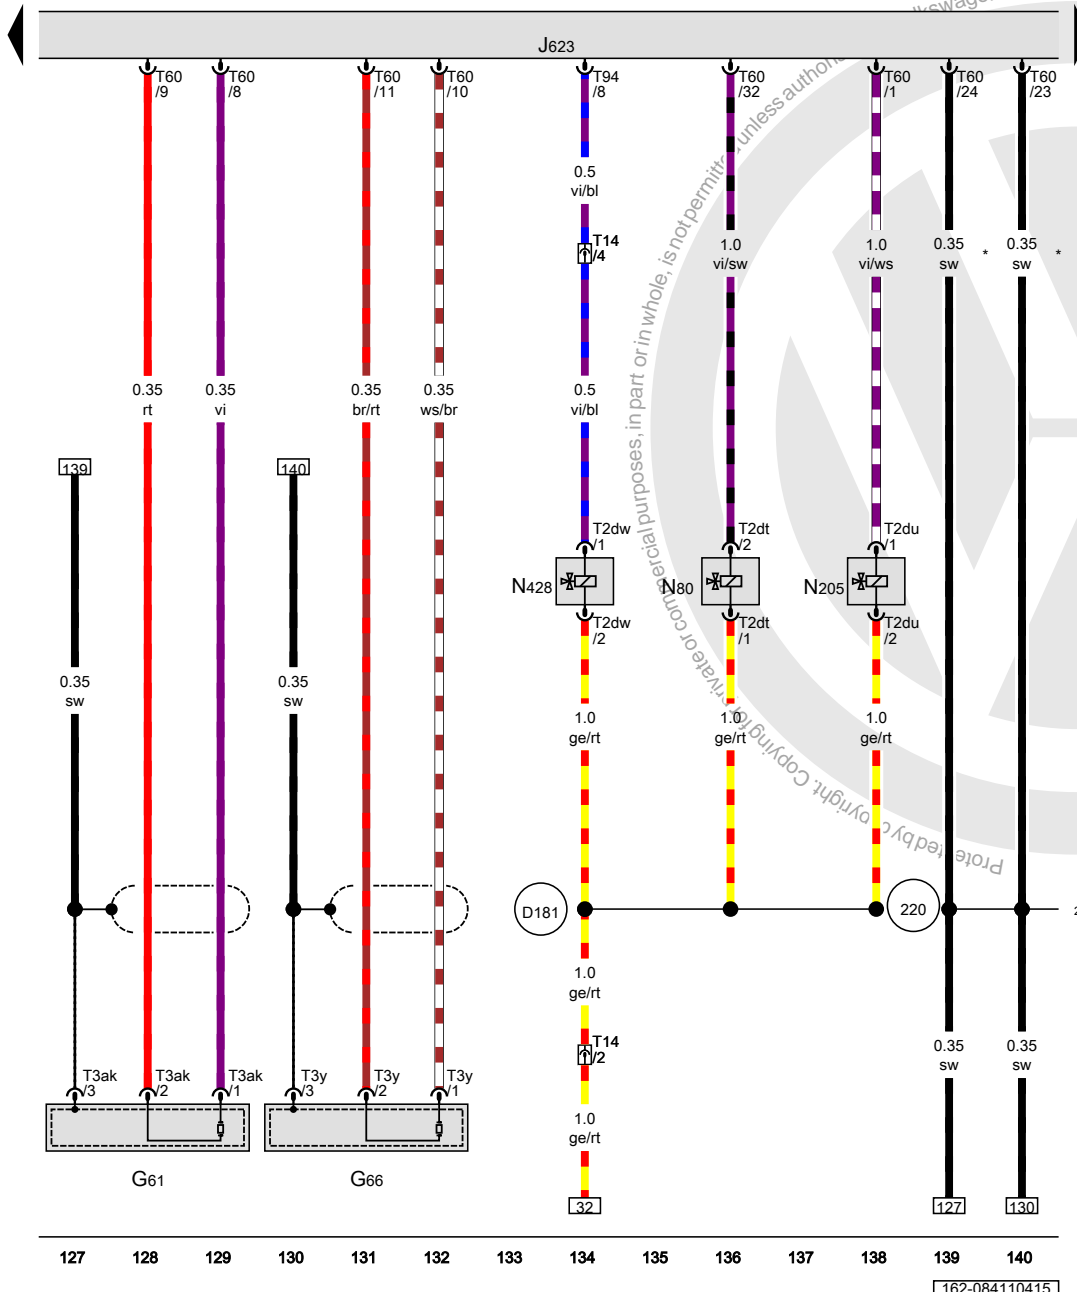 J623
T60 /9
T60 /8
T60 /11
T60 /10
T94 /8
T60 /32
T60 /1
T60 /24
T60 /23
0.5 vi/bl
T14 /4
1.0 vi/sw
1.0 vi/ws
0.35 sw *
0.35 sw *
0.35 rt
0.35 vi
0.35 br/rt
0.35 ws/br
0.5 vi/bl
139
140
T2dw /1
T2dt /2
T2du /1
N428
N80
N205
T2dw /2
T2dt /1
T2du /2
0.35 sw
0.35 sw
1.0 ge/rt
1.0 ge/rt
1.0 ge/rt
D181
220
1.0 ge/rt
T14 /2
0.35 sw
0.35 sw
T3ak /3
T3ak /2
T3ak /1
T3y /3
T3y /2
T3y /1
1.0 ge/rt
G61
G66
32
127
130
127 128 129 130 131 132 133 134 135 136 137 138 139 140
162-084110415
Protected by copyright. Copying for private or commercial purposes, in part or in whole, is not permitted unless authorised